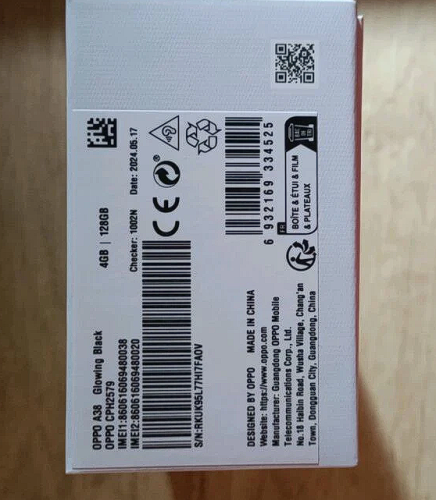 OPPO A38 Glowing Black 4GB | 128GB
OPPO CPH2579
IMEI1:860616069480038
IMEI2:860616069480020
Checker: 1002N Date: 2024.05.17
S/N:RKUK95LT7HI7FAOV
CE
6 932169 334525
DESIGNED BY OPPO MADE IN CHINA
Website: https://www.oppo.com
Manufacturer: Guangdong OPPO Mobile
Telecommunications Corp., Ltd.
No.18 Haibin Road, Wusha Village, Chang'an
Town, Dongguan City, Guangdong, China
FR
BOÎTE & ÉTUI & FILM
& PLATEAUX